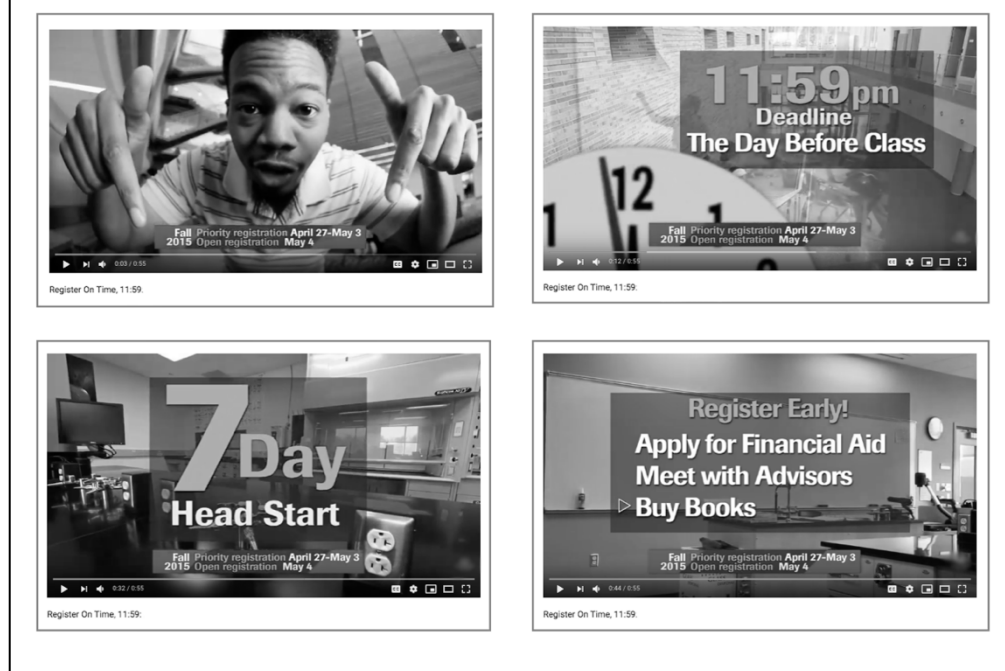 Fall Priority registration April 27-May 3
2015 Open registration May 4
0:03 / 0:55
Register On Time, 11:59.
11:59pm
Deadline
The Day Before Class
12
1 1
Fall Priority registration April 27-May 3
2015 Open registration May 4
0:12 / 0:55
Register On Time, 11:59.
7Day
Head Start
Fall Priority registration April 27-May 3
2015 Open registration May 4
0:32 / 0:55
Register On Time, 11:59:
Register Early!
Apply for Financial Aid
Meet with Advisors
Buy Books
Fall Priority registration April 27-May 3
2015 Open registration May 4
0:44 / 0:55
Register On Time, 11:59.